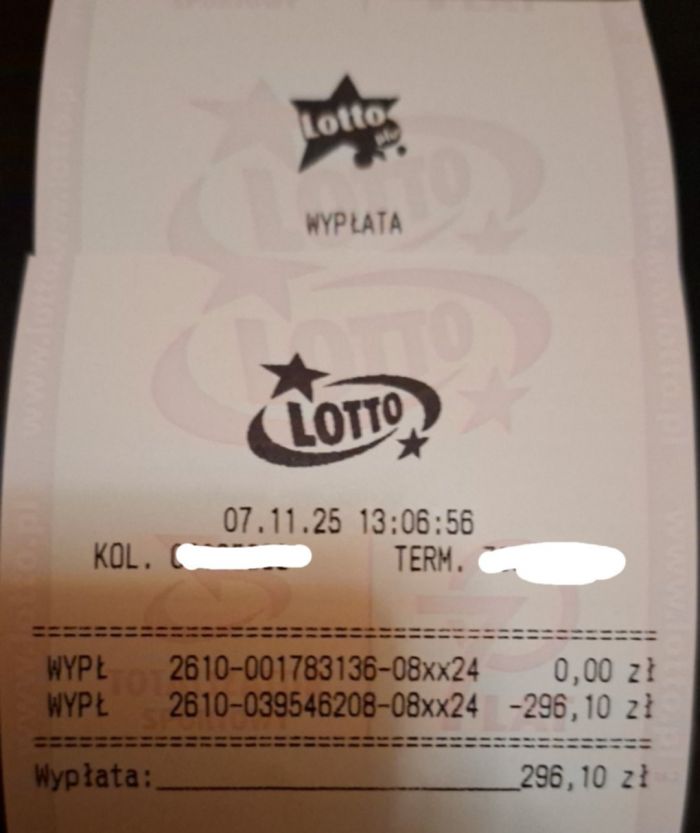 Lotto
plus
WYPŁATA
LOTTO
07.11.25 13:06:56
KOL. TERM.
WYPŁ 2610-001783136-08xx24 0,00 zł
WYPŁ 2610-039546208-08xx24 -296,10 zł
Wypłata: 296,10 zł